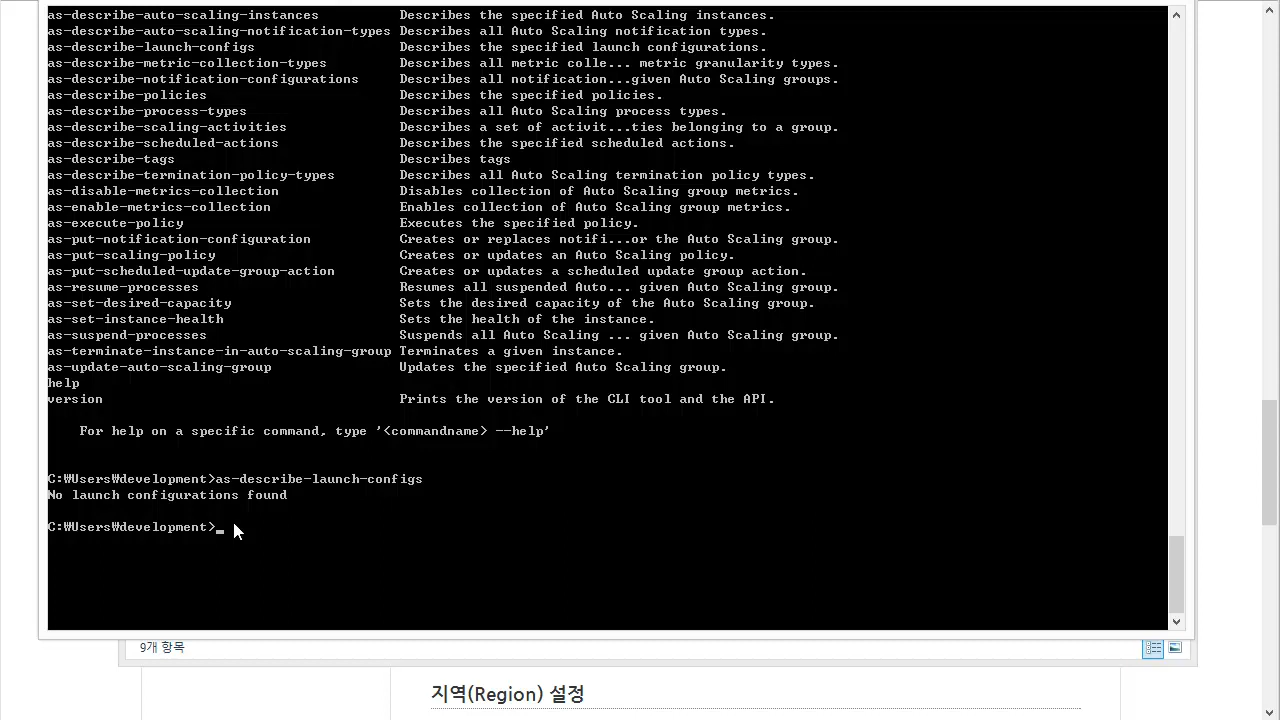 as-describe-auto-scaling-instances Describes the specified Auto Scaling instances.
as-describe-auto-scaling-notification-types Describes all Auto Scaling notification types.
as-describe-launch-configs Describes the specified launch configurations.
as-describe-metric-collection-types Describes all metric colle... metric granularity types.
as-describe-notification-configurations Describes all notification...given Auto Scaling groups.
as-describe-policies Describes the specified policies.
as-describe-process-types Describes all Auto Scaling process types.
as-describe-scaling-activities Describes a set of activit...ties belonging to a group.
as-describe-scheduled-actions Describes the specified scheduled actions.
as-describe-tags Describes tags
as-describe-termination-policy-types Describes all Auto Scaling termination policy types.
as-disable-metrics-collection Disables collection of Auto Scaling group metrics.
as-enable-metrics-collection Enables collection of Auto Scaling group metrics.
as-execute-policy Executes the specified policy.
as-put-notification-configuration Creates or replaces notifi...or the Auto Scaling group.
as-put-scaling-policy Creates or updates an Auto Scaling policy.
as-put-scheduled-update-group-action Creates or updates a scheduled update group action.
as-resume-processes Resumes all suspended Auto... given Auto Scaling group.
as-set-desired-capacity Sets the desired capacity of the Auto Scaling group.
as-set-instance-health Sets the health of the instance.
as-suspend-processes Suspends all Auto Scaling ... given Auto Scaling group.
as-terminate-instance-in-auto-scaling-group Terminates a given instance.
as-update-auto-scaling-group Updates the specified Auto Scaling group.
help
version Prints the version of the CLI tool and the API.
For help on a specific command, type '<commandname> --help'
C:₩Users₩development>as-describe-launch-configs
No launch configurations found
C:₩Users₩development>_
9개 항목
지역(Region) 설정